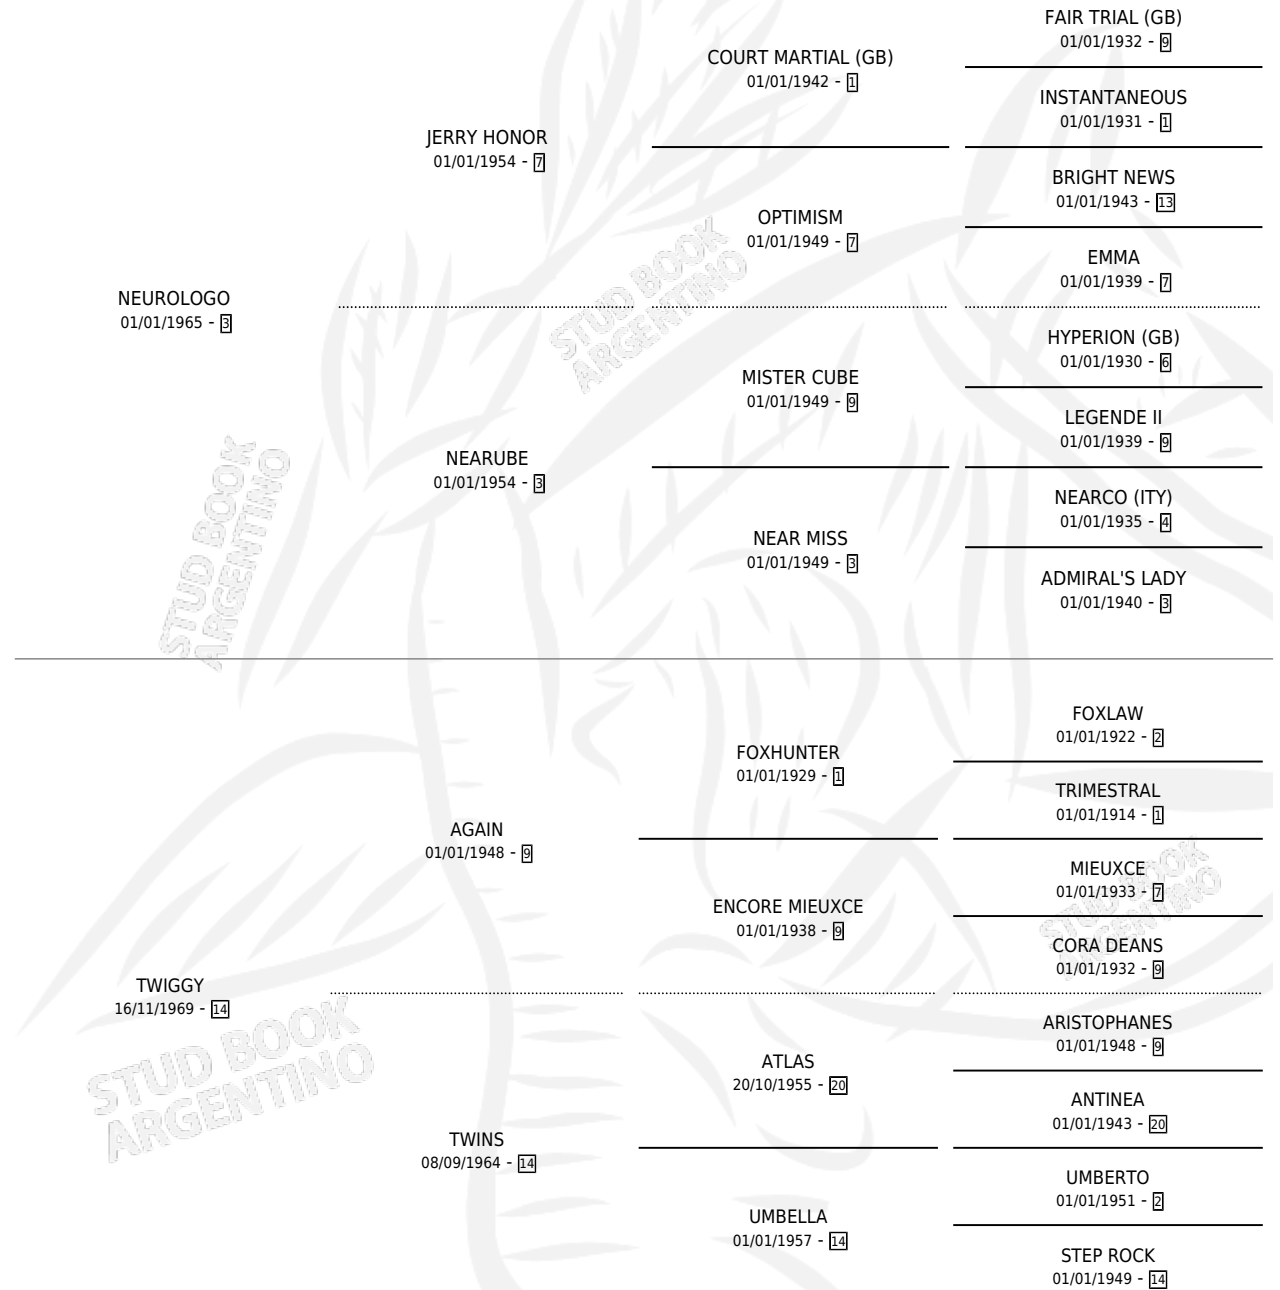 FAIR TRIAL (GB)
01/01/1932 - 9
COURT MARTIAL (GB)
01/01/1942 - 1
INSTANTANEOUS
01/01/1931 - 1
JERRY HONOR
01/01/1954 - 7
BRIGHT NEWS
01/01/1943 - 13
OPTIMISM
01/01/1949 - 7
EMMA
01/01/1939 - 7
NEUROLOGO
01/01/1965 - 3
HYPERION (GB)
01/01/1930 - 6
MISTER CUBE
01/01/1949 - 9
LEGENDE II
01/01/1939 - 9
NEARUBE
01/01/1954 - 3
NEARCO (ITY)
01/01/1935 - 4
NEAR MISS
01/01/1949 - 3
ADMIRAL'S LADY
01/01/1940 - 3
FOXLAW
01/01/1922 - 2
FOXHUNTER
01/01/1929 - 1
TRIMESTRAL
01/01/1914 - 1
AGAIN
01/01/1948 - 9
MIEUXCE
01/01/1933 - 7
ENCORE MIEUXCE
01/01/1938 - 9
CORA DEANS
01/01/1932 - 9
TWIGGY
16/11/1969 - 14
ARISTOPHANES
01/01/1948 - 9
ATLAS
20/10/1955 - 20
ANTINEA
01/01/1943 - 20
TWINS
08/09/1964 - 14
UMBERTO
01/01/1951 - 2
UMBELLA
01/01/1957 - 14
STEP ROCK
01/01/1949 - 14
STUD BOOK
ARGENTINO
STUD BOOK
ARGENTINO
STUD BOOK
ARGENTINO
STUD BOOK
ARGENTINO